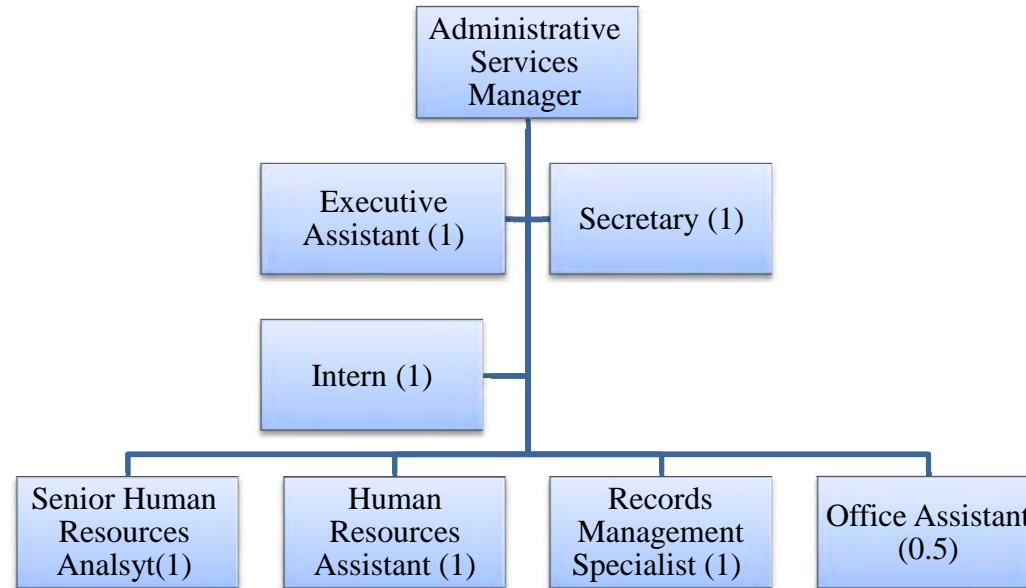 Administrative
Services
Manager
Executive
Assistant (1)
Secretary (1)
Intern (1)
Senior Human
Resources
Analsyt(1)
Human
Resources
Assistant (1)
Records
Management
Specialist (1)
Office Assistant
(0.5)